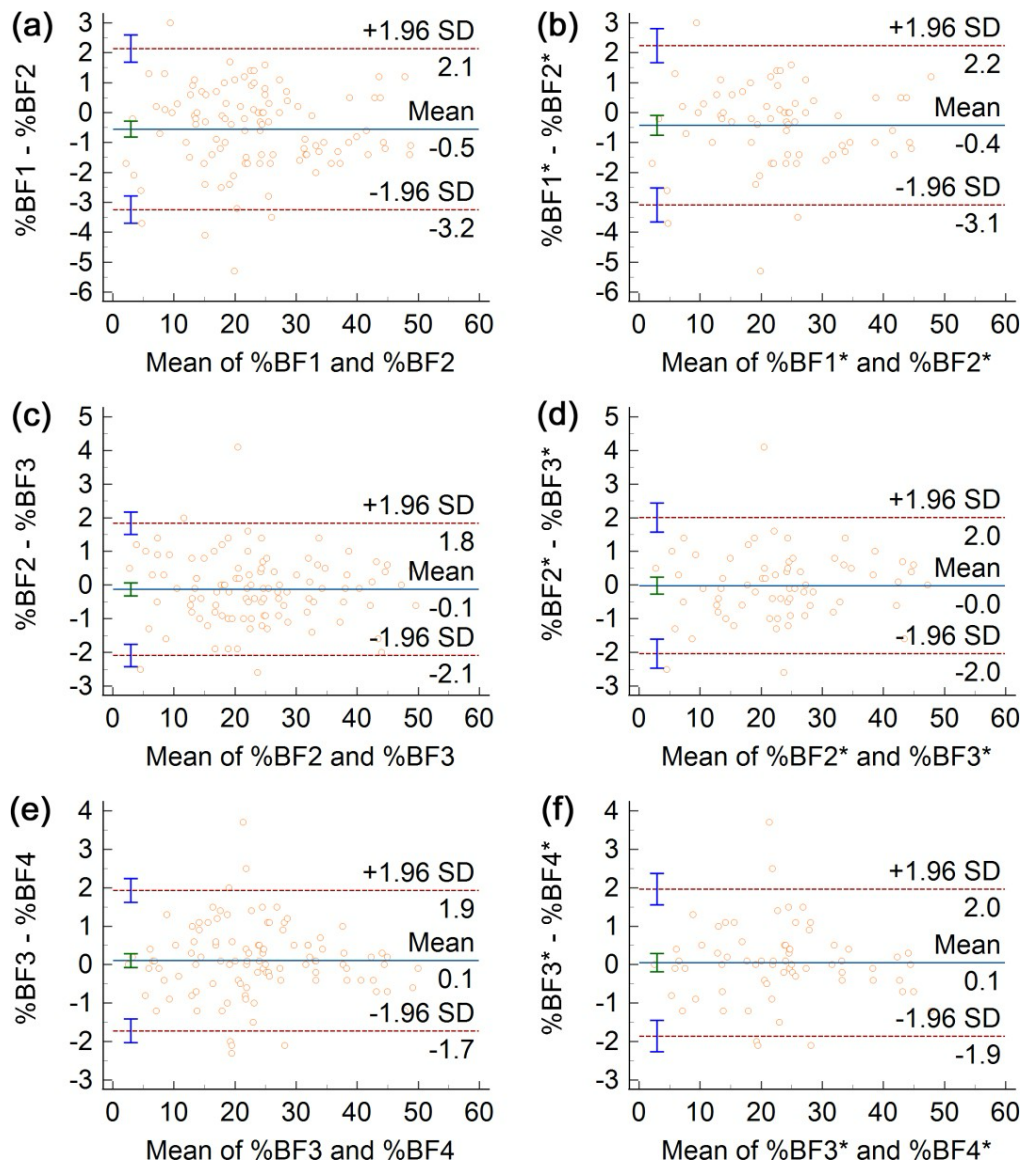 (a)
%BF1 - %BF2
3
2
1
0
-1
-2
-3
-4
-5
-6
+1.96 SD
2.1
Mean
-0.5
-1.96 SD
-3.2
0 10 20 30 40 50 60
Mean of %BF1 and %BF2
(b)
%BF1* - %BF2*
3
2
1
0
-1
-2
-3
-4
-5
-6
+1.96 SD
2.2
Mean
-0.4
-1.96 SD
-3.1
0 10 20 30 40 50 60
Mean of %BF1* and %BF2*
(c)
%BF2 - %BF3
5
4
3
2
1
0
-1
-2
-3
+1.96 SD
1.8
Mean
-0.1
-1.96 SD
-2.1
0 10 20 30 40 50 60
Mean of %BF2 and %BF3
(d)
%BF2* - %BF3*
5
4
3
2
1
0
-1
-2
-3
+1.96 SD
2.0
Mean
-0.0
-1.96 SD
-2.0
0 10 20 30 40 50 60
Mean of %BF2* and %BF3*
(e)
%BF3 - %BF4
4
3
2
1
0
-1
-2
-3
+1.96 SD
1.9
Mean
0.1
-1.96 SD
-1.7
0 10 20 30 40 50 60
Mean of %BF3 and %BF4
(f)
%BF3* - %BF4*
4
3
2
1
0
-1
-2
-3
+1.96 SD
2.0
Mean
0.1
-1.96 SD
-1.9
0 10 20 30 40 50 60
Mean of %BF3* and %BF4*